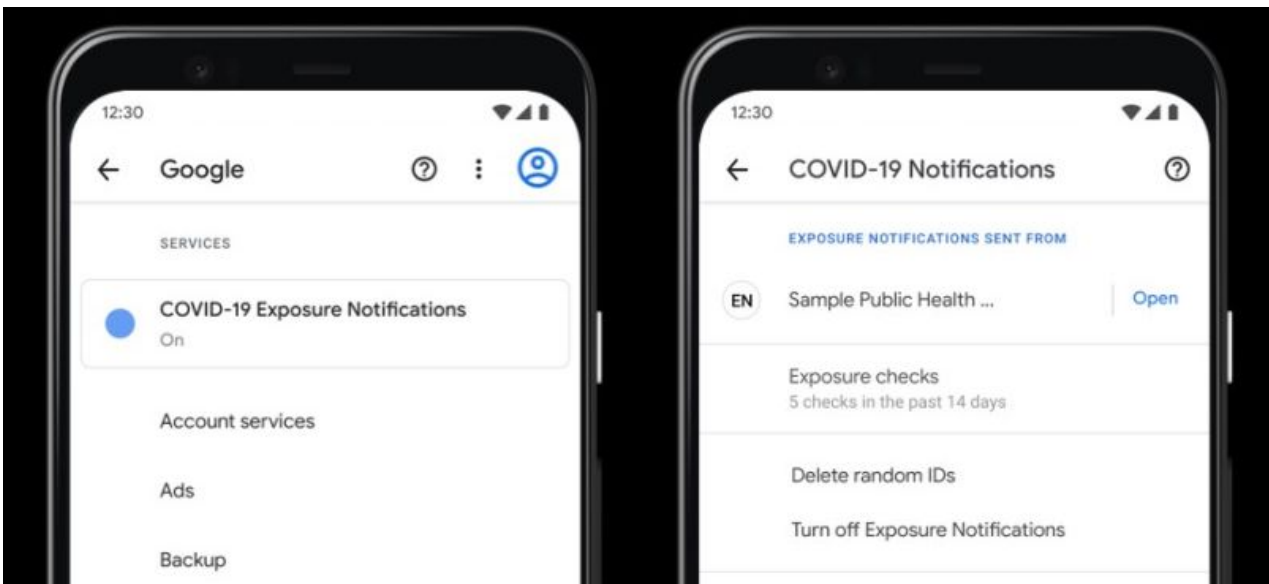 12:30
Google
SERVICES
COVID-19 Exposure Notifications
On
Account services
Ads
Backup
12:30
COVID-19 Notifications
EXPOSURE NOTIFICATIONS SENT FROM
EN Sample Public Health ... Open
Exposure checks
5 checks in the past 14 days
Delete random IDs
Turn off Exposure Notifications